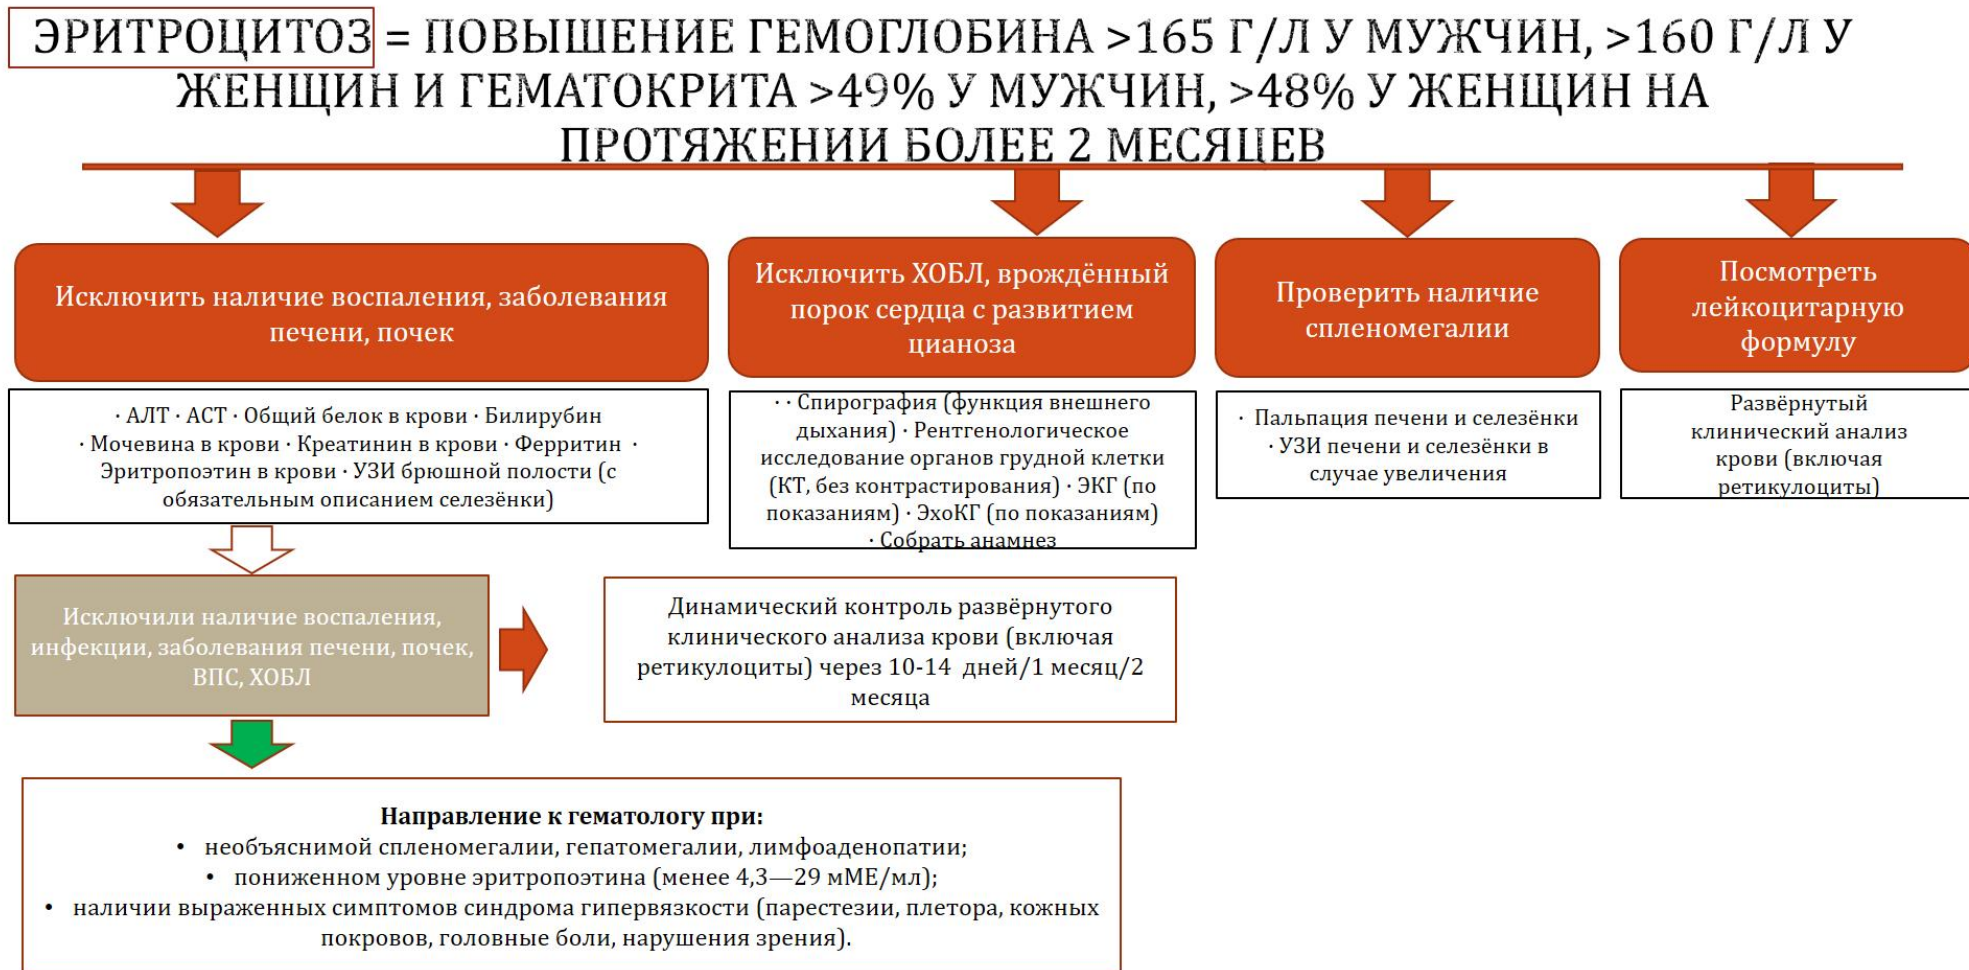 ЭРИТРОЦИТОЗ = ПОВЫШЕНИЕ ГЕМОГЛОБИНА >165 Г/Л У МУЖЧИН, >160 Г/Л У
ЖЕНЩИН И ГЕМАТОКРИТА >49% У МУЖЧИН, >48% У ЖЕНЩИН НА
ПРОТЯЖЕНИИ БОЛЕЕ 2 МЕСЯЦЕВ
Исключить наличие воспаления, заболевания
печени, почек
· АЛТ · АСТ · Общий белок в крови · Билирубин
· Мочевина в крови · Креатинин в крови · Ферритин ·
Эритропоэтин в крови · УЗИ брюшной полости (с
обязательным описанием селезёнки)
Исключить ХОБЛ, врождённый
порок сердца с развитием
цианоза
· · Спирография (функция внешнего
дыхания) · Рентгенологическое
исследование органов грудной клетки
(КТ, без контрастирования) · ЭКГ (по
показаниям) · ЭхоКГ (по показаниям)
· Собрать анамнез
Проверить наличие
спленомегалии
· Пальпация печени и селезёнки
· УЗИ печени и селезёнки в
случае увеличения
Посмотреть
лейкоцитарную
формулу
Развёрнутый
клинический анализ
крови (включая
ретикулоциты)
Исключили наличие воспаления,
инфекции, заболевания печени, почек,
ВПС, ХОБЛ
Динамический контроль развёрнутого
клинического анализа крови (включая
ретикулоциты) через 10-14 дней/1 месяц/2
месяца
Направление к гематологу при:
• необъяснимой спленомегалии, гепатомегалии, лимфоаденопатии;
• пониженном уровне эритропоэтина (менее 4,3—29 мМЕ/мл);
• наличии выраженных симптомов синдрома гипервязкости (парестезии, плетора, кожных
покровов, головные боли, нарушения зрения).